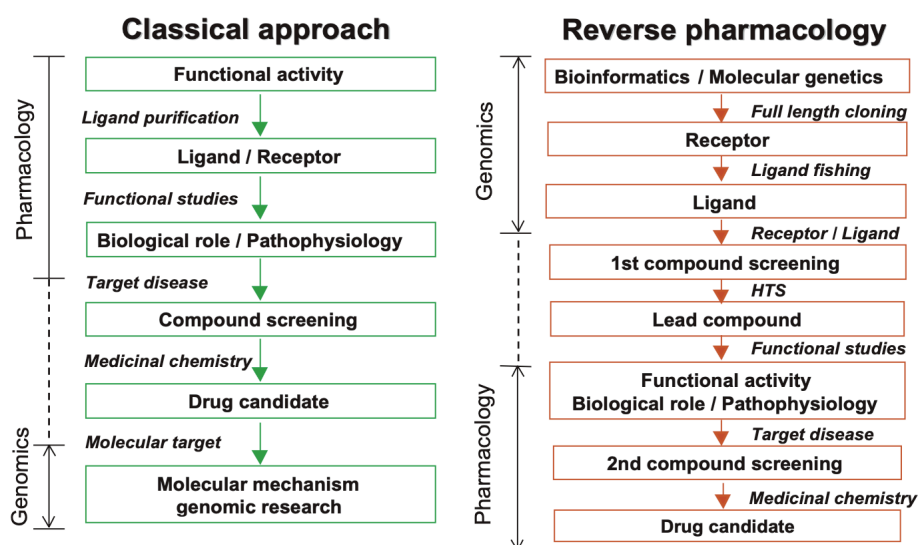 Classical approach
Pharmacology
Functional activity
Ligand purification
Ligand / Receptor
Functional studies
Biological role / Pathophysiology
Target disease
Compound screening
Medicinal chemistry
Drug candidate
Molecular target
Genomics
Molecular mechanism
genomic research
Reverse pharmacology
Genomics
Bioinformatics / Molecular genetics
Full length cloning
Receptor
Ligand fishing
Ligand
Receptor / Ligand
1st compound screening
HTS
Lead compound
Functional studies
Pharmacology
Functional activity
Biological role / Pathophysiology
Target disease
2nd compound screening
Medicinal chemistry
Drug candidate